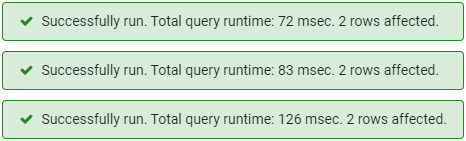 Successfully run. Total query runtime: 72 msec. 2 rows affected.
Successfully run. Total query runtime: 83 msec. 2 rows affected.
Successfully run. Total query runtime: 126 msec. 2 rows affected.